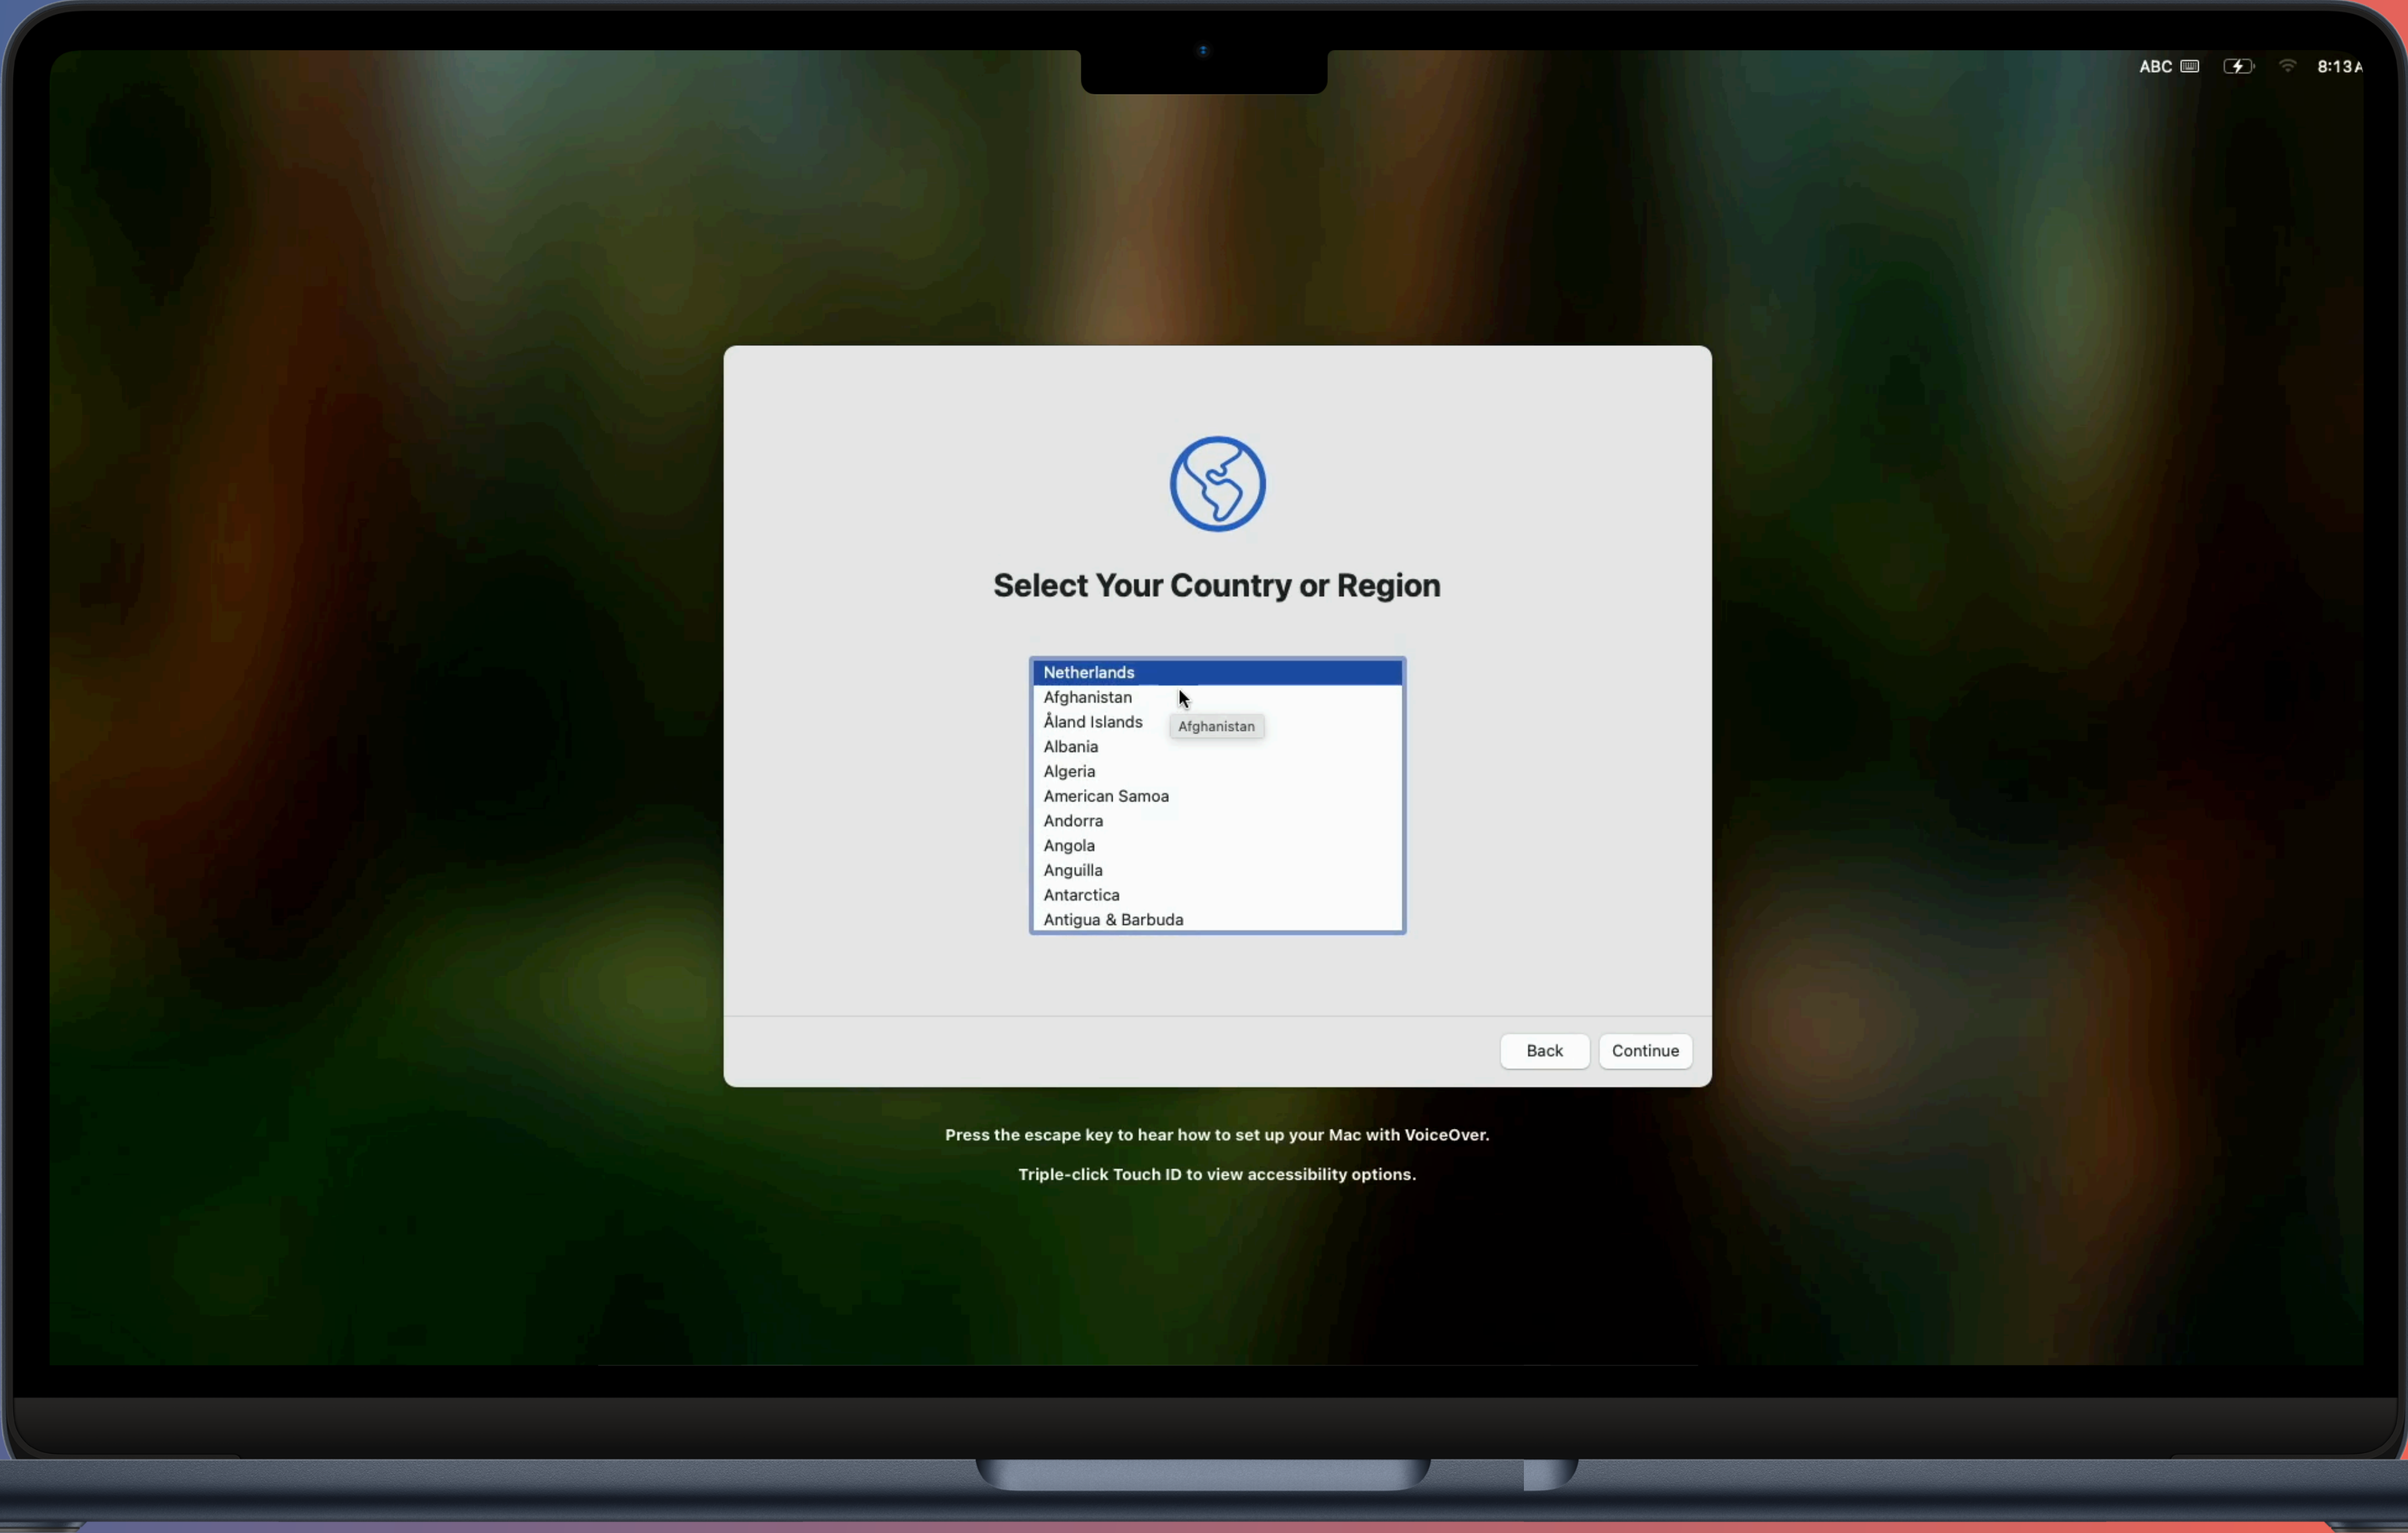 ABC
8:13A
Select Your Country or Region
Netherlands
Afghanistan
Åland Islands
Afghanistan
Albania
Algeria
American Samoa
Andorra
Angola
Anguilla
Antarctica
Antigua & Barbuda
Back
Continue
Press the escape key to hear how to set up your Mac with VoiceOver.
Triple-click Touch ID to view accessibility options.